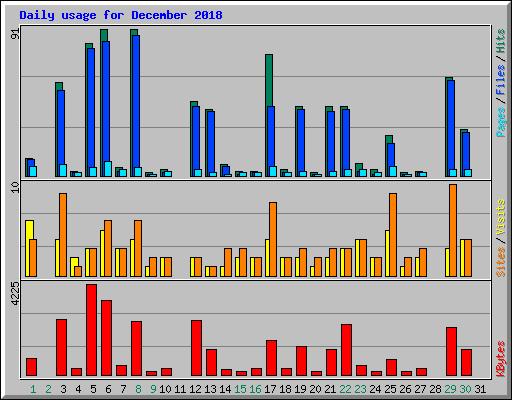 Daily usage for December 2018
91
Pages / Files / Hits
10
Sites / Visits
4225
KBytes
1 2 3 4 5 6 7 8 9 10 11 12 13 14 15 16 17 18 19 20 21 22 23 24 25 26 27 28 29 30 31